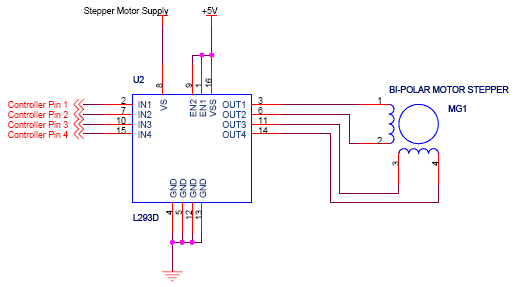 Stepper Motor Supply +5V
U2
8 9 1 16
VS EN2 EN1 VSS
BI-POLAR MOTOR STEPPER
MG1
Controller Pin 1 2 IN1 OUT1 3 1
Controller Pin 2 7 IN2 OUT2 6
Controller Pin 3 10 IN3 OUT3 11
Controller Pin 4 15 IN4 OUT4 14 2
3 4
GND GND GND GND
L293D 4 5 12 13